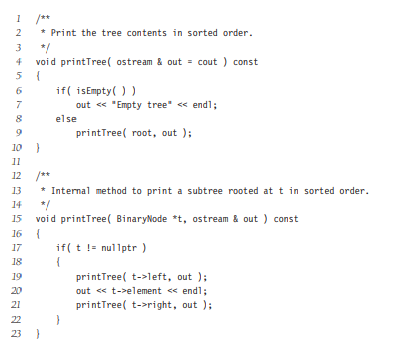 1 /**
2  * Print the tree contents in sorted order.
3  */
4 void printTree( ostream & out = cout ) const
5 {
6     if( isEmpty( ) )
7         out << "Empty tree" << endl;
8     else
9         printTree( root, out );
10 }
11
12 /**
13  * Internal method to print a subtree rooted at t in sorted order.
14  */
15 void printTree( BinaryNode *t, ostream & out ) const
16 {
17     if( t != nullptr )
18     {
19         printTree( t->left, out );
20         out << t->element << endl;
21         printTree( t->right, out );
22     }
23 }